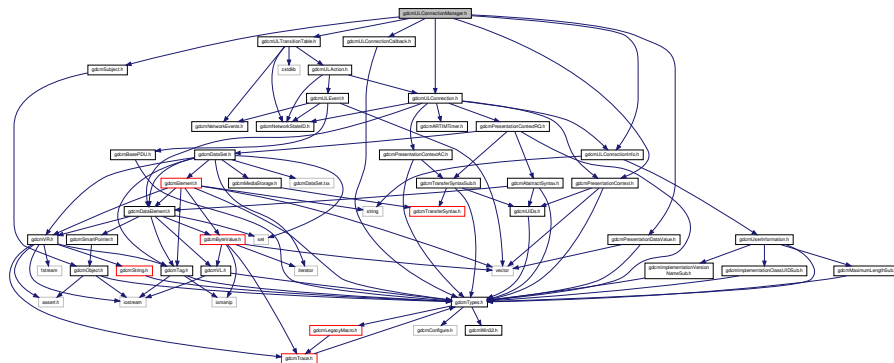 gdcmULConnectionManager.h
gdcmULTransitionTable.h
gdcmULConnectionCallback.h
gdcmSubject.h
cstdlib
gdcmULAction.h
gdcmULEvent.h
gdcmULConnection.h
gdcmNetworkEvents.h
gdcmNetworkStateID.h
gdcmARTIMTimer.h
gdcmPresentationContextRQ.h
gdcmBasePDU.h
gdcmDataSet.h
gdcmPresentationContextAC.h
gdcmULConnectionInfo.h
gdcmElement.h
gdcmMediaStorage.h
gdcmDataSet.txx
gdcmTransferSyntaxSub.h
gdcmAbstractSyntax.h
gdcmPresentationContext.h
gdcmDataElement.h
string
gdcmTransferSyntax.h
gdcmUIDs.h
gdcmVR.h
gdcmSmartPointer.h
gdcmByteValue.h
set
gdcmPresentationDataValue.h
gdcmUserInformation.h
fstream
gdcmObject.h
gdcmString.h
gdcmTag.h
gdcmVL.h
iterator
vector
gdcmImplementationVersion
NameSub.h
gdcmImplementationClassUIDSub.h
gdcmMaximumLengthSub.h
assert.h
iostream
iomanip
gdcmTypes.h
gdcmLegacyMacro.h
gdcmConfigure.h
gdcmWin32.h
gdcmTrace.h